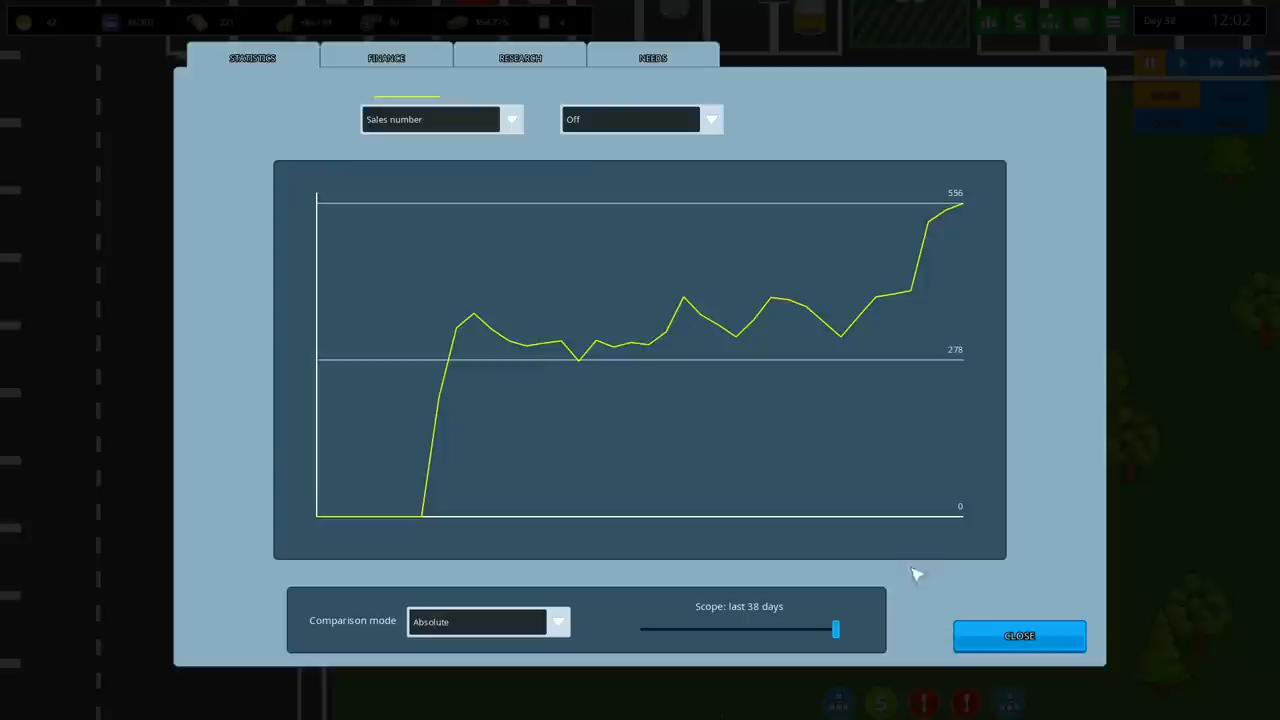 Day 38 12:02
STATISTICS FINANCE RESEARCH NEEDS
Sales number Off
556
278
0
Comparison mode Absolute
Scope: last 38 days
CLOSE